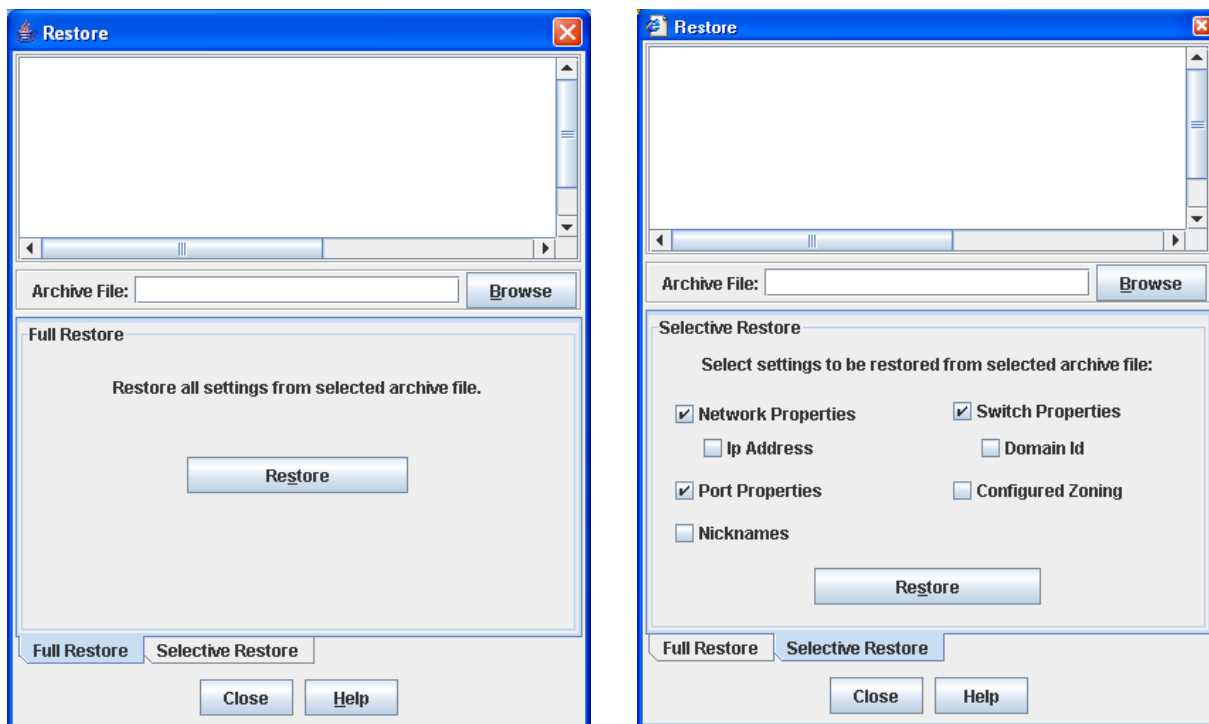 Restore
Archive File:
Browse
Full Restore
Restore all settings from selected archive file.
Restore
Full Restore
Selective Restore
Close
Help
Restore
Archive File:
Browse
Selective Restore
Select settings to be restored from selected archive file:
Network Properties
Switch Properties
Ip Address
Domain Id
Port Properties
Configured Zoning
Nicknames
Restore
Full Restore
Selective Restore
Close
Help